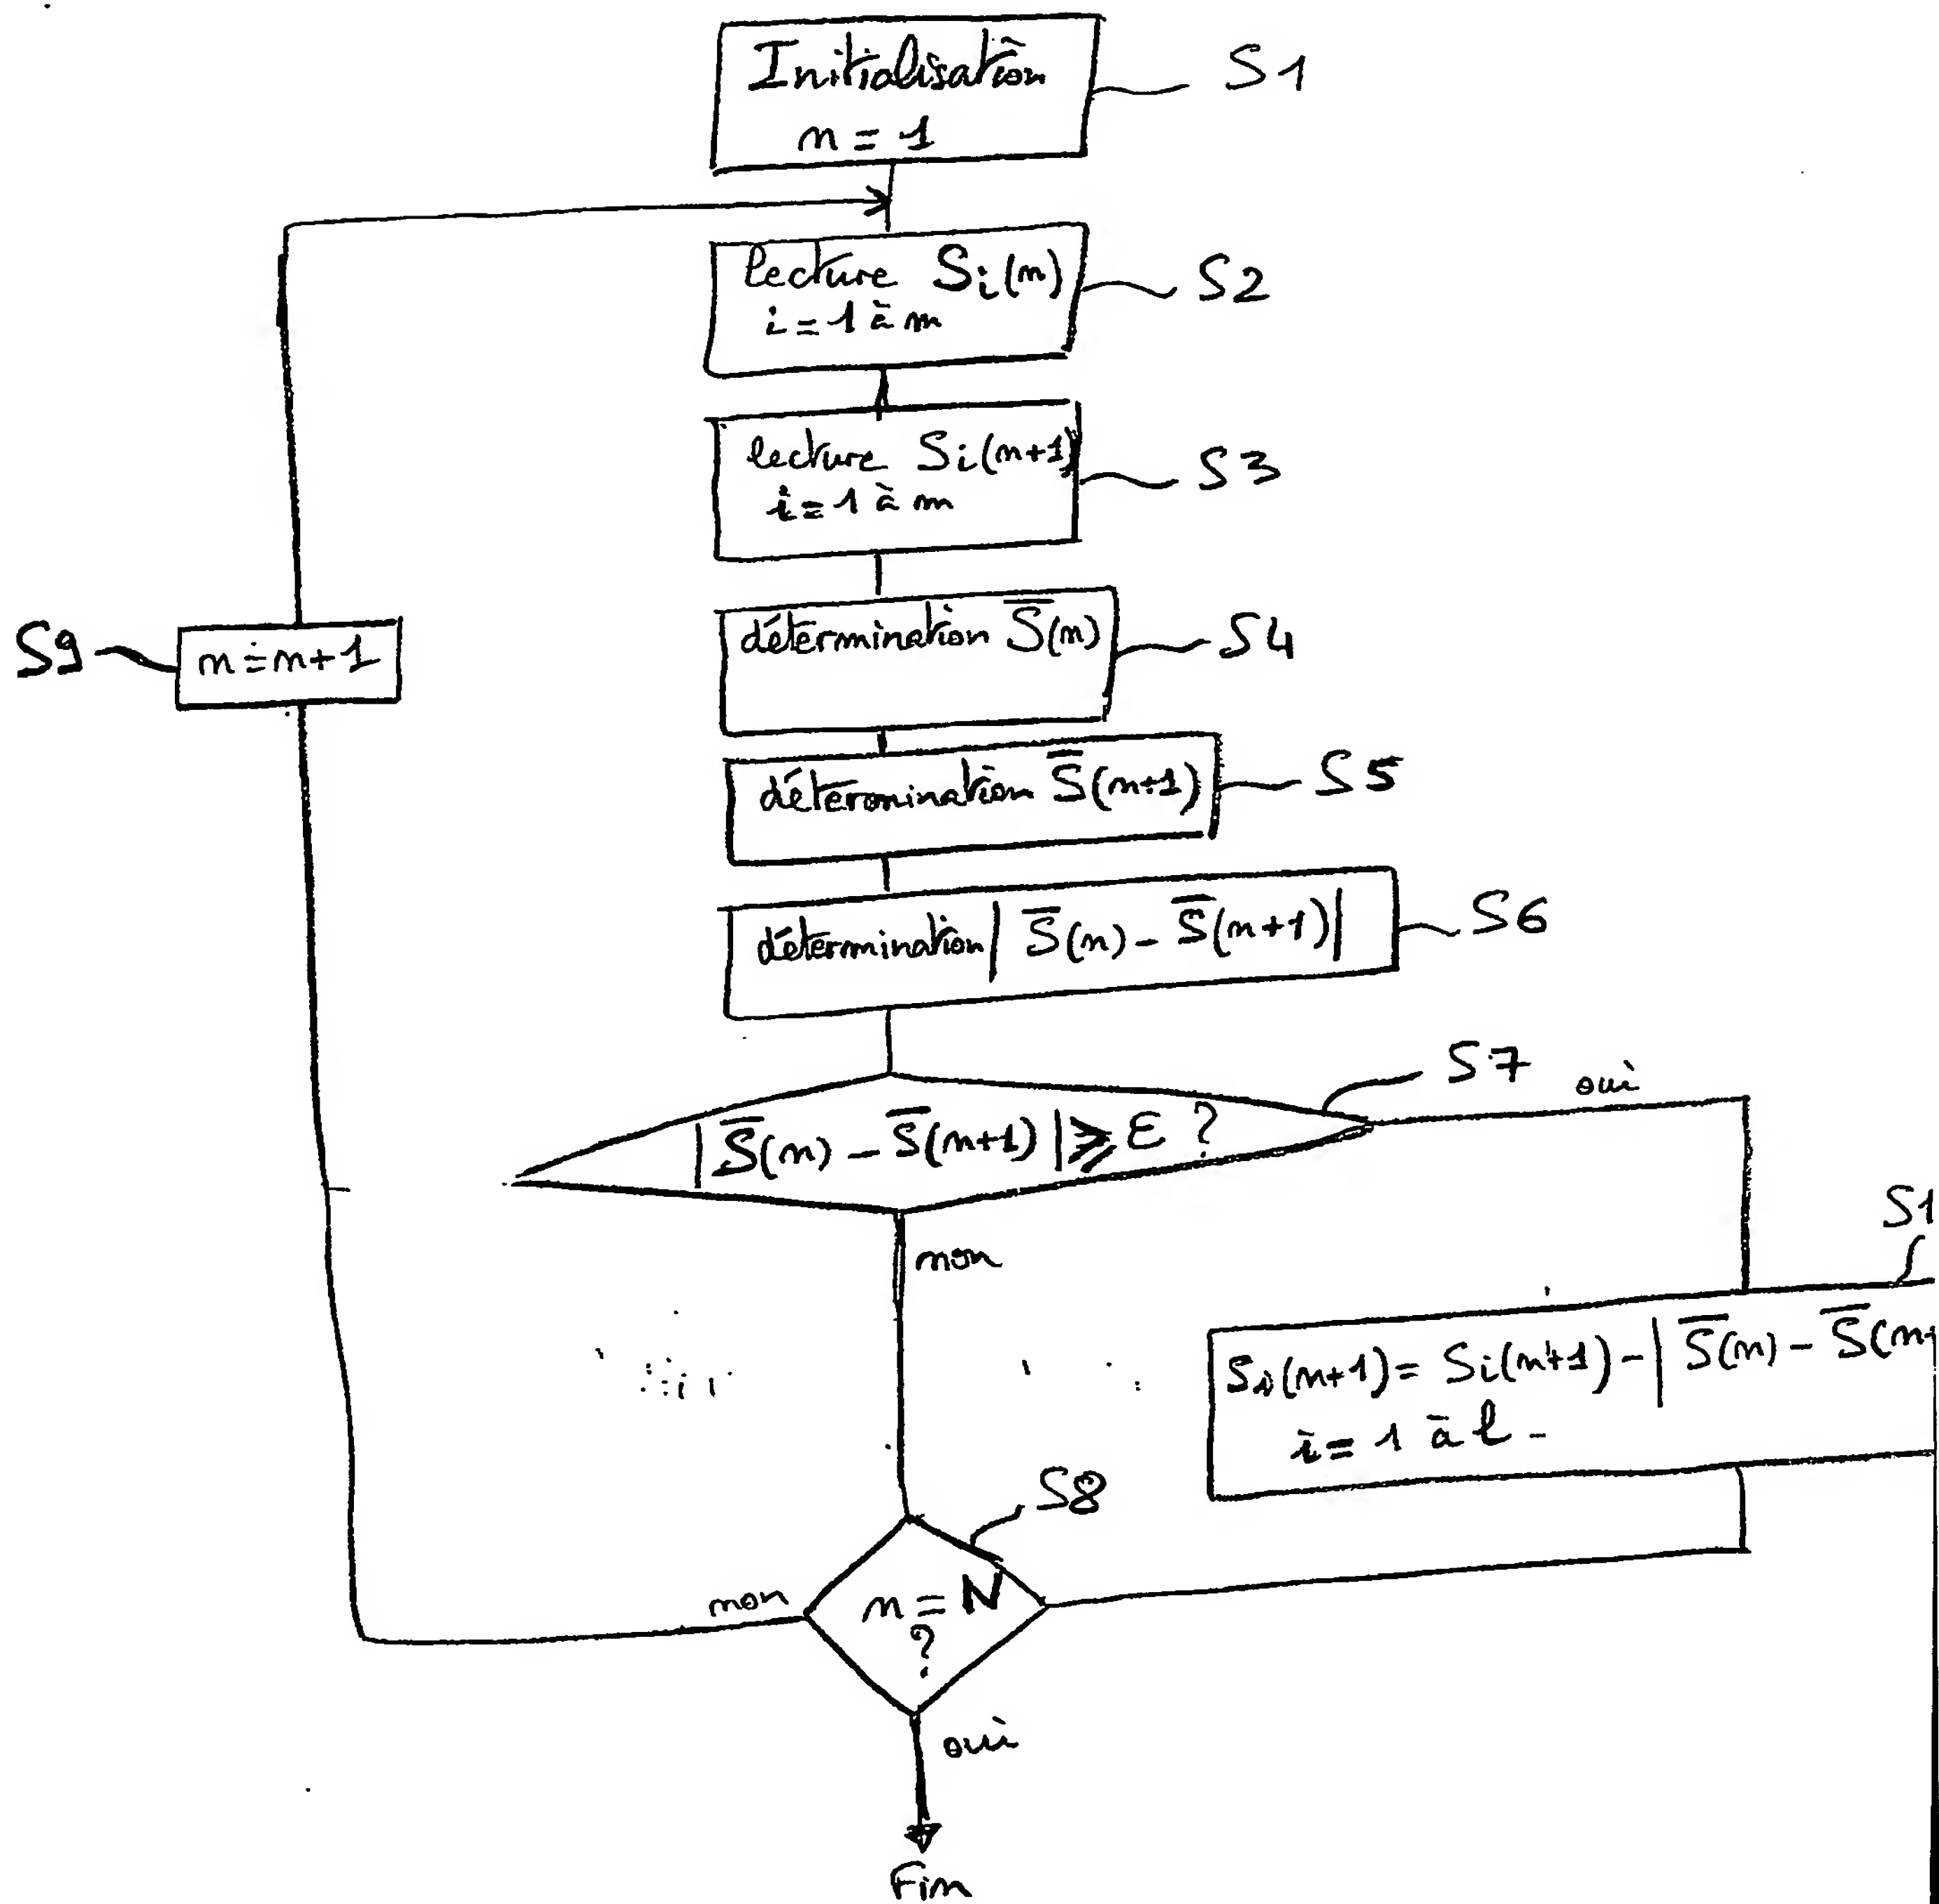 Initialisation
n = 1
S1
lecture Si(n)
i = 1 à m
S2
lecture Si(n+1)
i = 1 à m
S3
détermination S̅(n)
S4
S9
n = n+1
détermination S̅(n+1)
S5
détermination | S̅(n) - S̅(n+1) |
S6
S7
oui
| S̅(n) - S̅(n+1) | ⩾ ε ?
non
S1
Si(n+1) = Si(n+1) - | S̅(n) - S̅(n+
i = 1 à l -
S8
non
n = N
?
oui
Fin